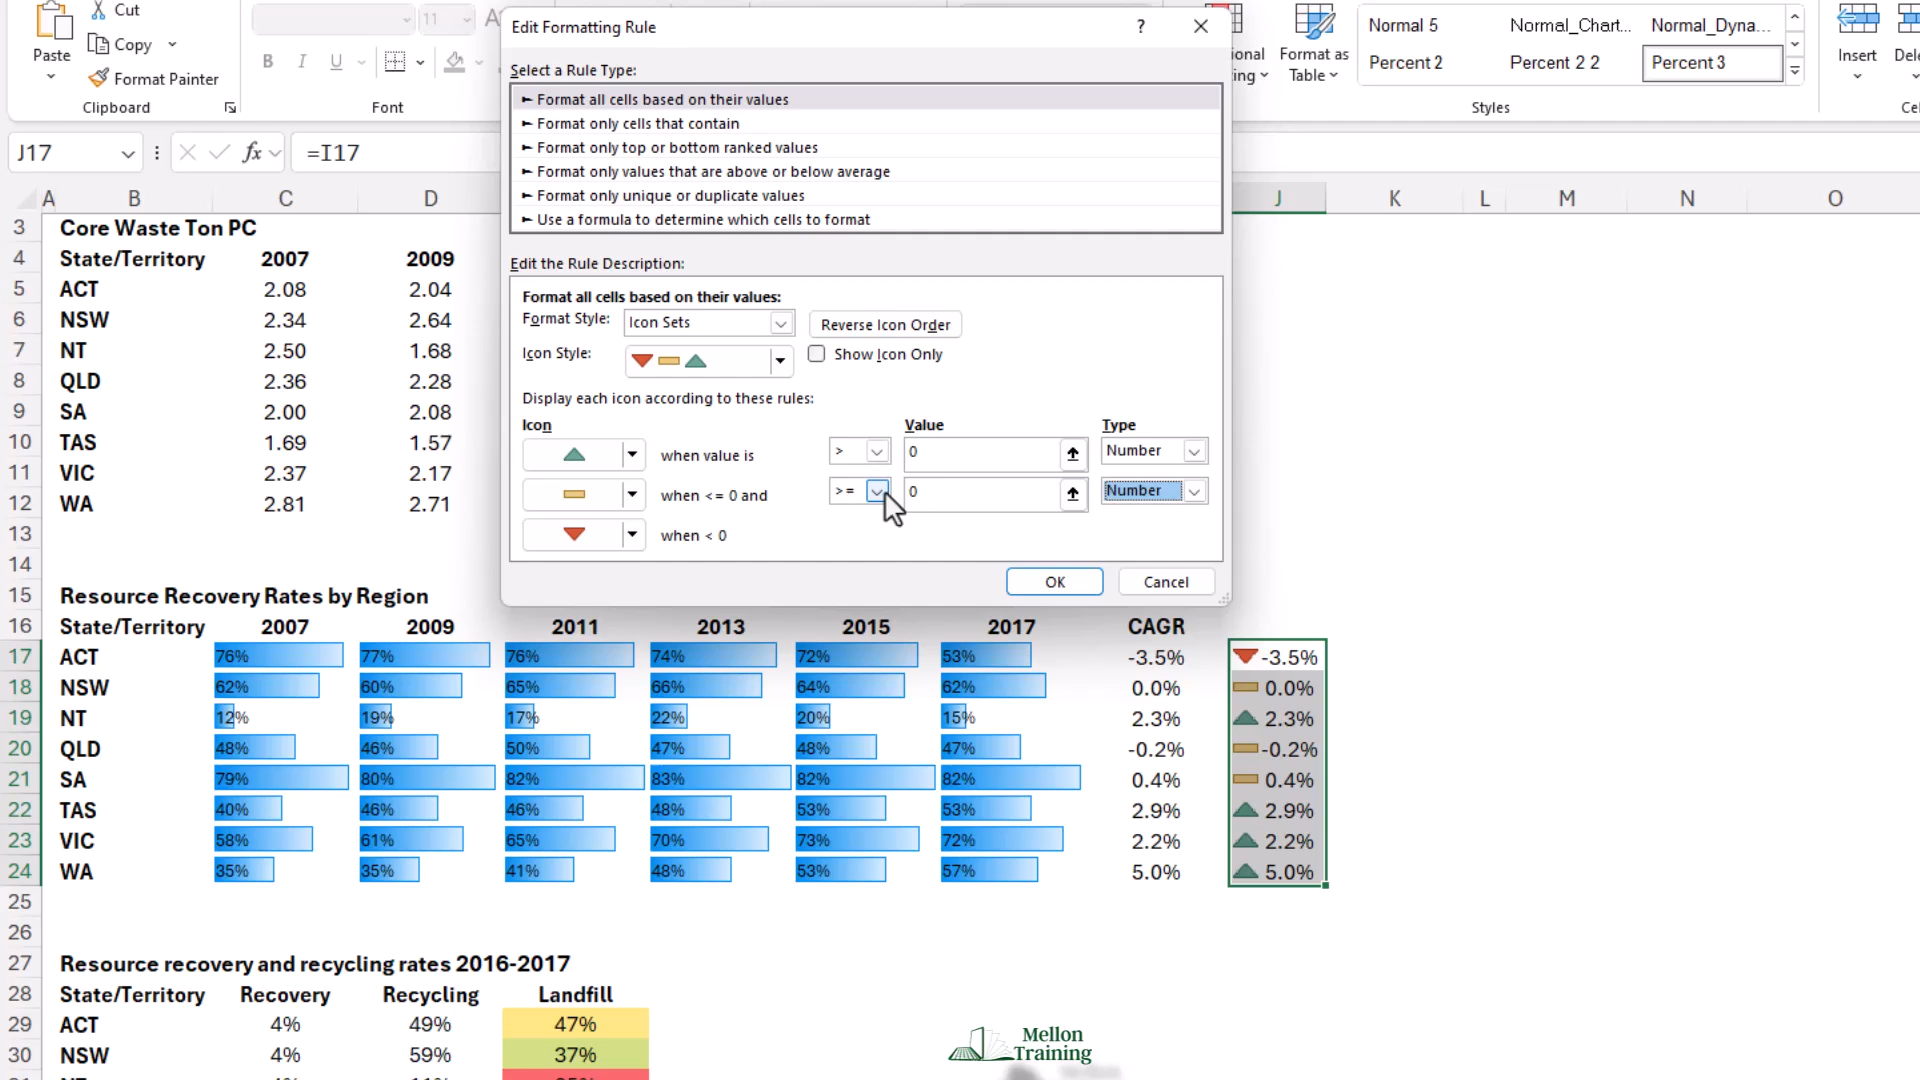 Cut
Copy
Paste
Format Painter
Clipboard
11
A
B I U
Font
Edit Formatting Rule
?
Select a Rule Type:
Format all cells based on their values
Format only cells that contain
Format only top or bottom ranked values
Format only values that are above or below average
Format only unique or duplicate values
Use a formula to determine which cells to format
Edit the Rule Description:
Format all cells based on their values:
Format Style: Icon Sets Reverse Icon Order
Icon Style: Show Icon Only
Display each icon according to these rules:
Icon Value Type
when value is > 0 Number
when <= 0 and >= 0 Number
when < 0
OK Cancel
Format as
Table
Normal 5 Normal_Chart... Normal_Dyna...
Percent 2 Percent 2 2 Percent 3
Styles
Insert
J17 fx =I17
A B C D J K L M N O
3 Core Waste Ton PC
4 State/Territory 2007 2009
5 ACT 2.08 2.04
6 NSW 2.34 2.64
7 NT 2.50 1.68
8 QLD 2.36 2.28
9 SA 2.00 2.08
10 TAS 1.69 1.57
11 VIC 2.37 2.17
12 WA 2.81 2.71
13
14
15 Resource Recovery Rates by Region
16 State/Territory 2007 2009 2011 2013 2015 2017 CAGR
17 ACT 76% 77% 76% 74% 72% 53% -3.5% -3.5%
18 NSW 62% 60% 65% 66% 64% 62% 0.0% 0.0%
19 NT 12% 19% 17% 22% 20% 15% 2.3% 2.3%
20 QLD 48% 46% 50% 47% 48% 47% -0.2% -0.2%
21 SA 79% 80% 82% 83% 82% 82% 0.4% 0.4%
22 TAS 40% 46% 46% 48% 53% 53% 2.9% 2.9%
23 VIC 58% 61% 65% 70% 73% 72% 2.2% 2.2%
24 WA 35% 35% 41% 48% 53% 57% 5.0% 5.0%
25
26
27 Resource recovery and recycling rates 2016-2017
28 State/Territory Recovery Recycling Landfill
29 ACT 4% 49% 47%
30 NSW 4% 59% 37%
Mellon
Training